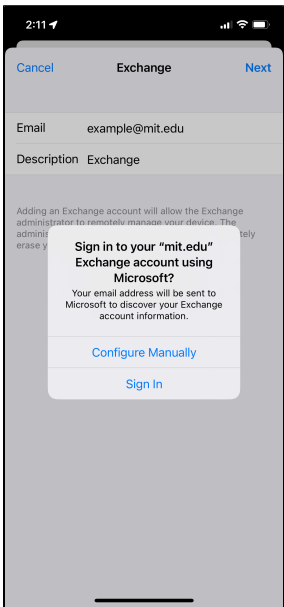 2:11
Cancel Exchange Next
Email example@mit.edu
Description Exchange
Adding an Exchange account will allow the Exchange
administrator to remotely manage your device. The
adminis tely
erase y
Sign in to your “mit.edu”
Exchange account using
Microsoft?
Your email address will be sent to
Microsoft to discover your Exchange
account information.
Configure Manually
Sign In